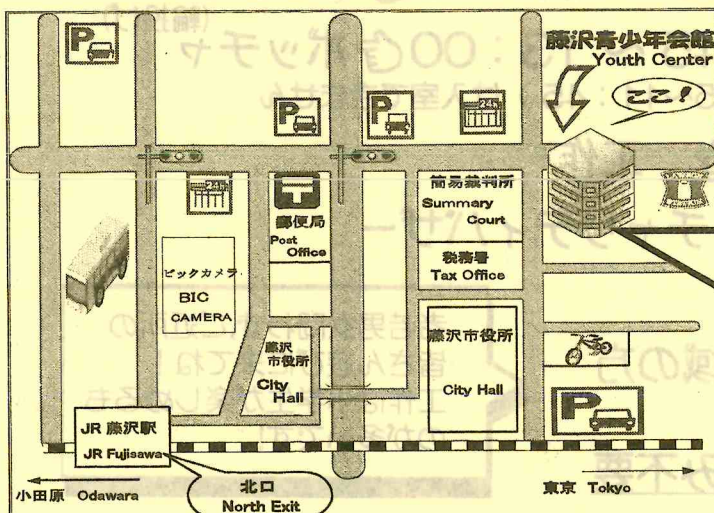 藤沢青少年会館
Youth Center
ここ!
P
P
P
24h
24h
郵便局
Post
Office
簡易裁判所
Summary
Court
税務署
Tax Office
ビックカメラ
BIC
CAMERA
藤沢
市役所
City
Hall
藤沢市役所
City Hall
P
JR 藤沢駅
JR Fujisawa
小田原 Odawara
北口
North Exit
東京 Tokyo